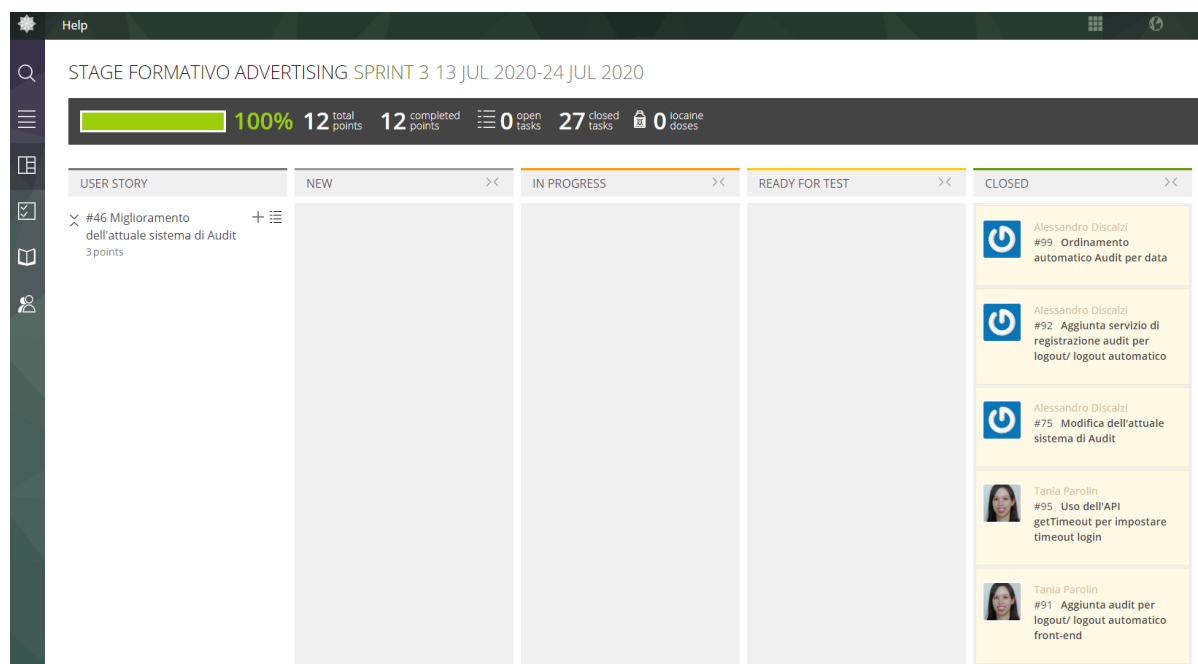 Help
STAGE FORMATIVO ADVERTISING SPRINT 3 13 JUL 2020-24 JUL 2020
100% 12 total points 12 completed points 0 open tasks 27 closed tasks 0 iocaine doses
USER STORY
NEW
IN PROGRESS
READY FOR TEST
CLOSED
#46 Miglioramento
dell'attuale sistema di Audit
3 points
Alessandro Discalzi
#99 Ordinamento
automatico Audit per data
Alessandro Discalzi
#92 Aggiunta servizio di
registrazione audit per
logout/ logout automatico
Alessandro Discalzi
#75 Modifica dell'attuale
sistema di Audit
Tania Parolin
#95 Uso dell'API
getTimeout per impostare
timeout login
Tania Parolin
#91 Aggiunta audit per
logout/ logout automatico
front-end